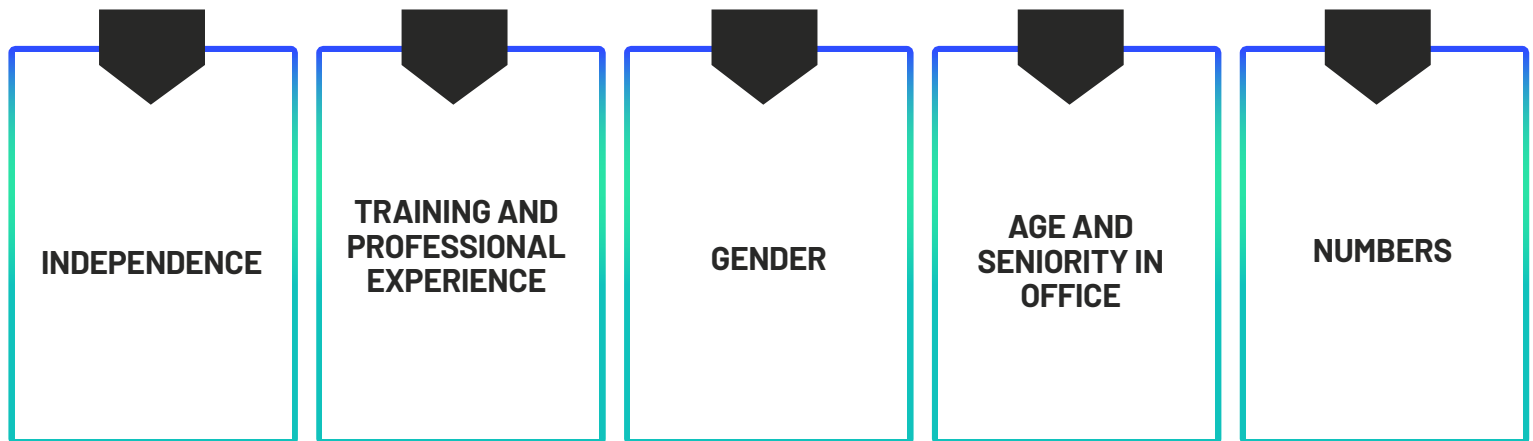 INDEPENDENCE
TRAINING AND
PROFESSIONAL
EXPERIENCE
GENDER
AGE AND
SENIORITY IN
OFFICE
NUMBERS